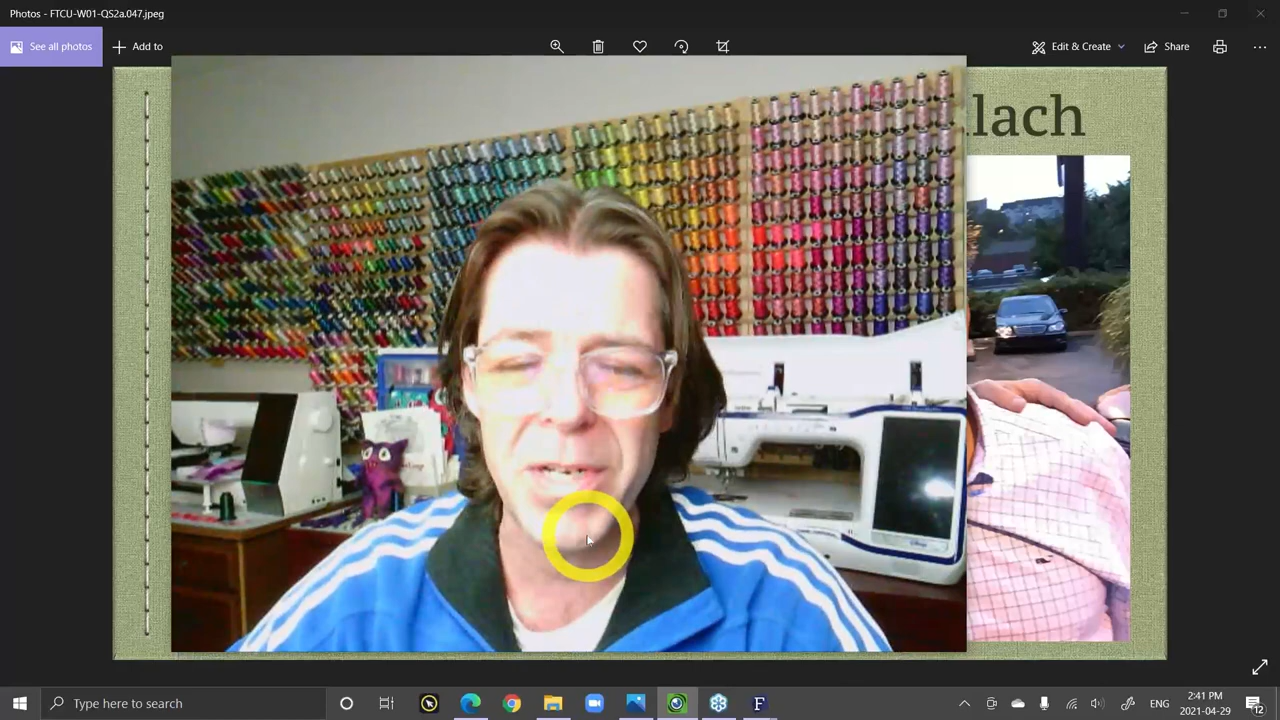 Photos - FTCU-W01-QS2a.047.jpeg
See all photos
Add to
Edit & Create
Share
lach
Type here to search
ENG
2:41 PM
2021-04-29
12